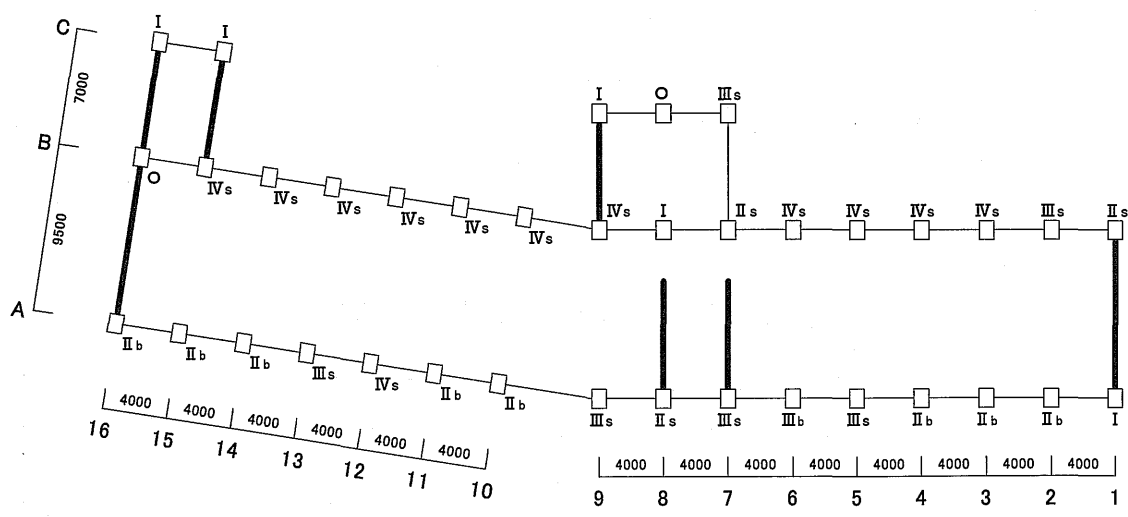 C
I
I
7000
B
O
IVs
IVs
IVs
IVs
IVs
IVs
9500
A
IIb
IIb
IIb
IIIs
IVs
IIb
IIb
4000 4000 4000 4000 4000 4000
16 15 14 13 12 11 10
I O IIIs
IVs I IIs IVs IVs IVs IVs IIIs IIs
IIIs IIs IIIs IIIb IIIs IIb IIb IIb I
4000 4000 4000 4000 4000 4000 4000 4000
9 8 7 6 5 4 3 2 1